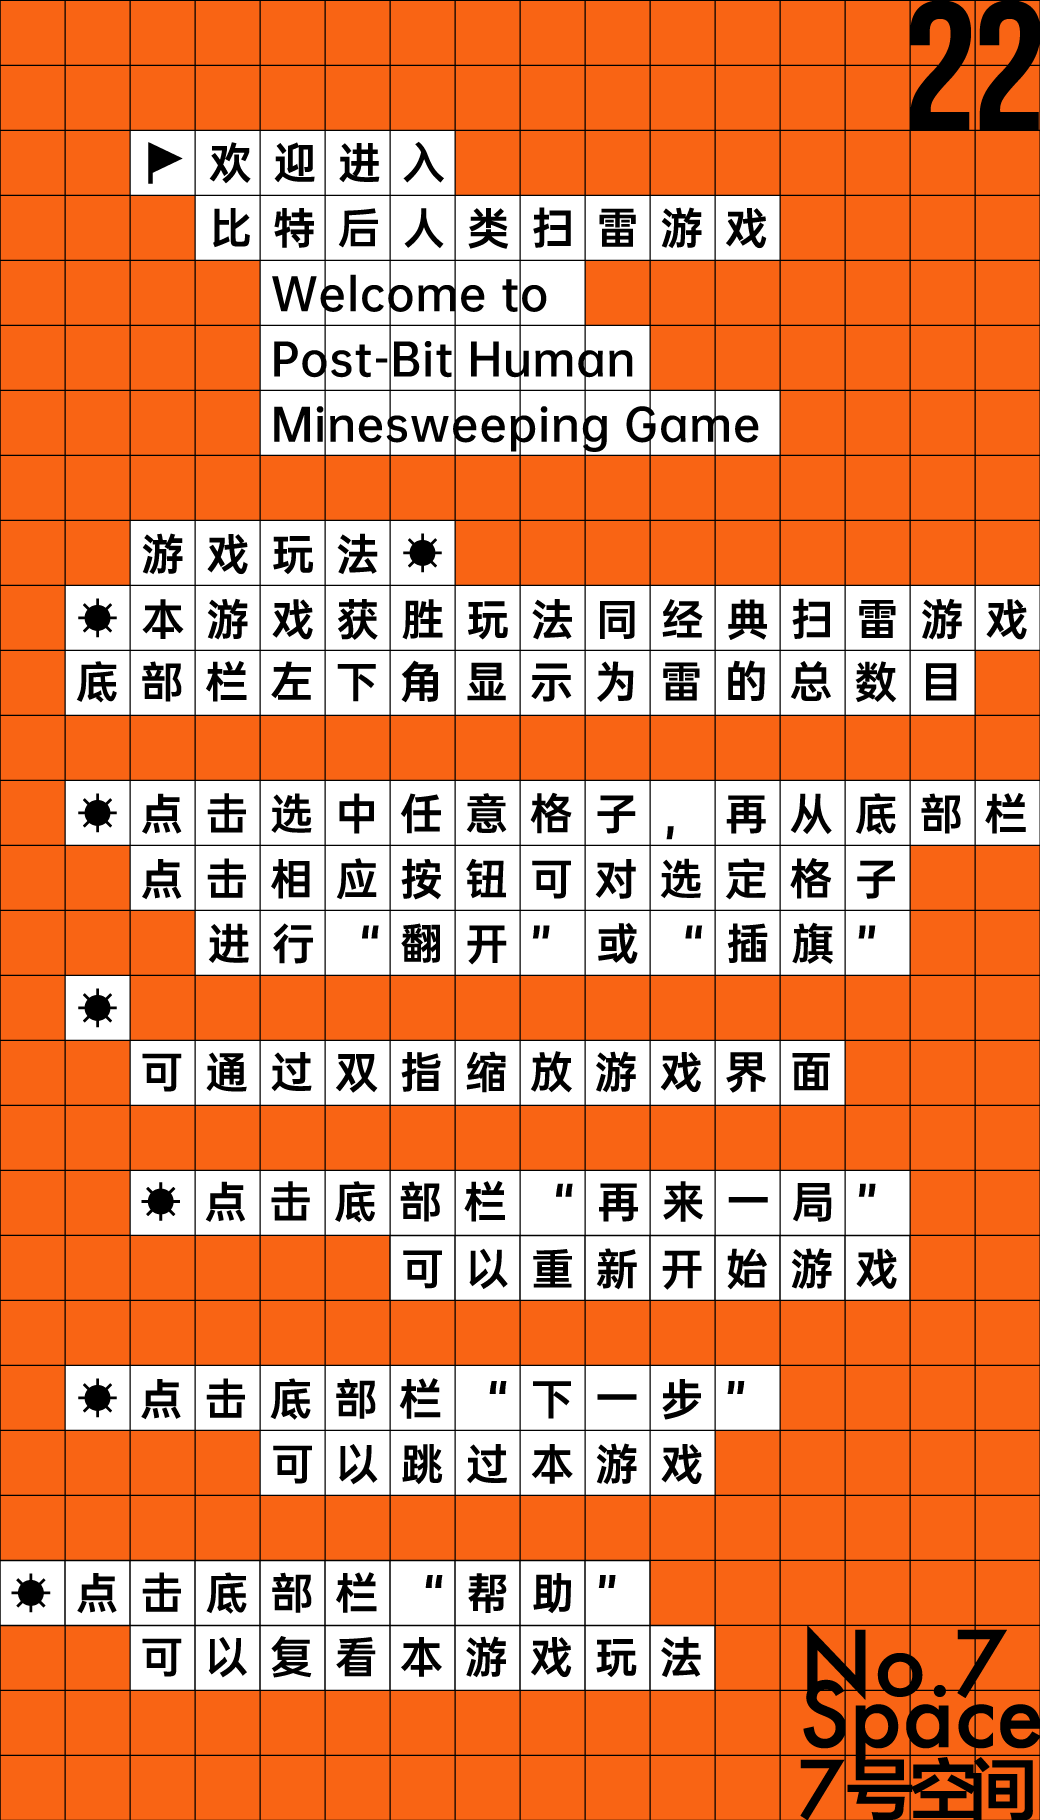 22
欢迎进入
比特后人类扫雷游戏
Welcome to
Post-Bit Human
Minesweeping Game
游戏玩法
本游戏获胜玩法同经典扫雷游戏
底部栏左下角显示为雷的总数目
点击选中任意格子，再从底部栏
点击相应按钮可对选定格子
进行“翻开”或“插旗”
可通过双指缩放游戏界面
点击底部栏“再来一局”
可以重新开始游戏
点击底部栏“下一步”
可以跳过本游戏
点击底部栏“帮助”
可以复看本游戏玩法
No.7
Space
7号空间